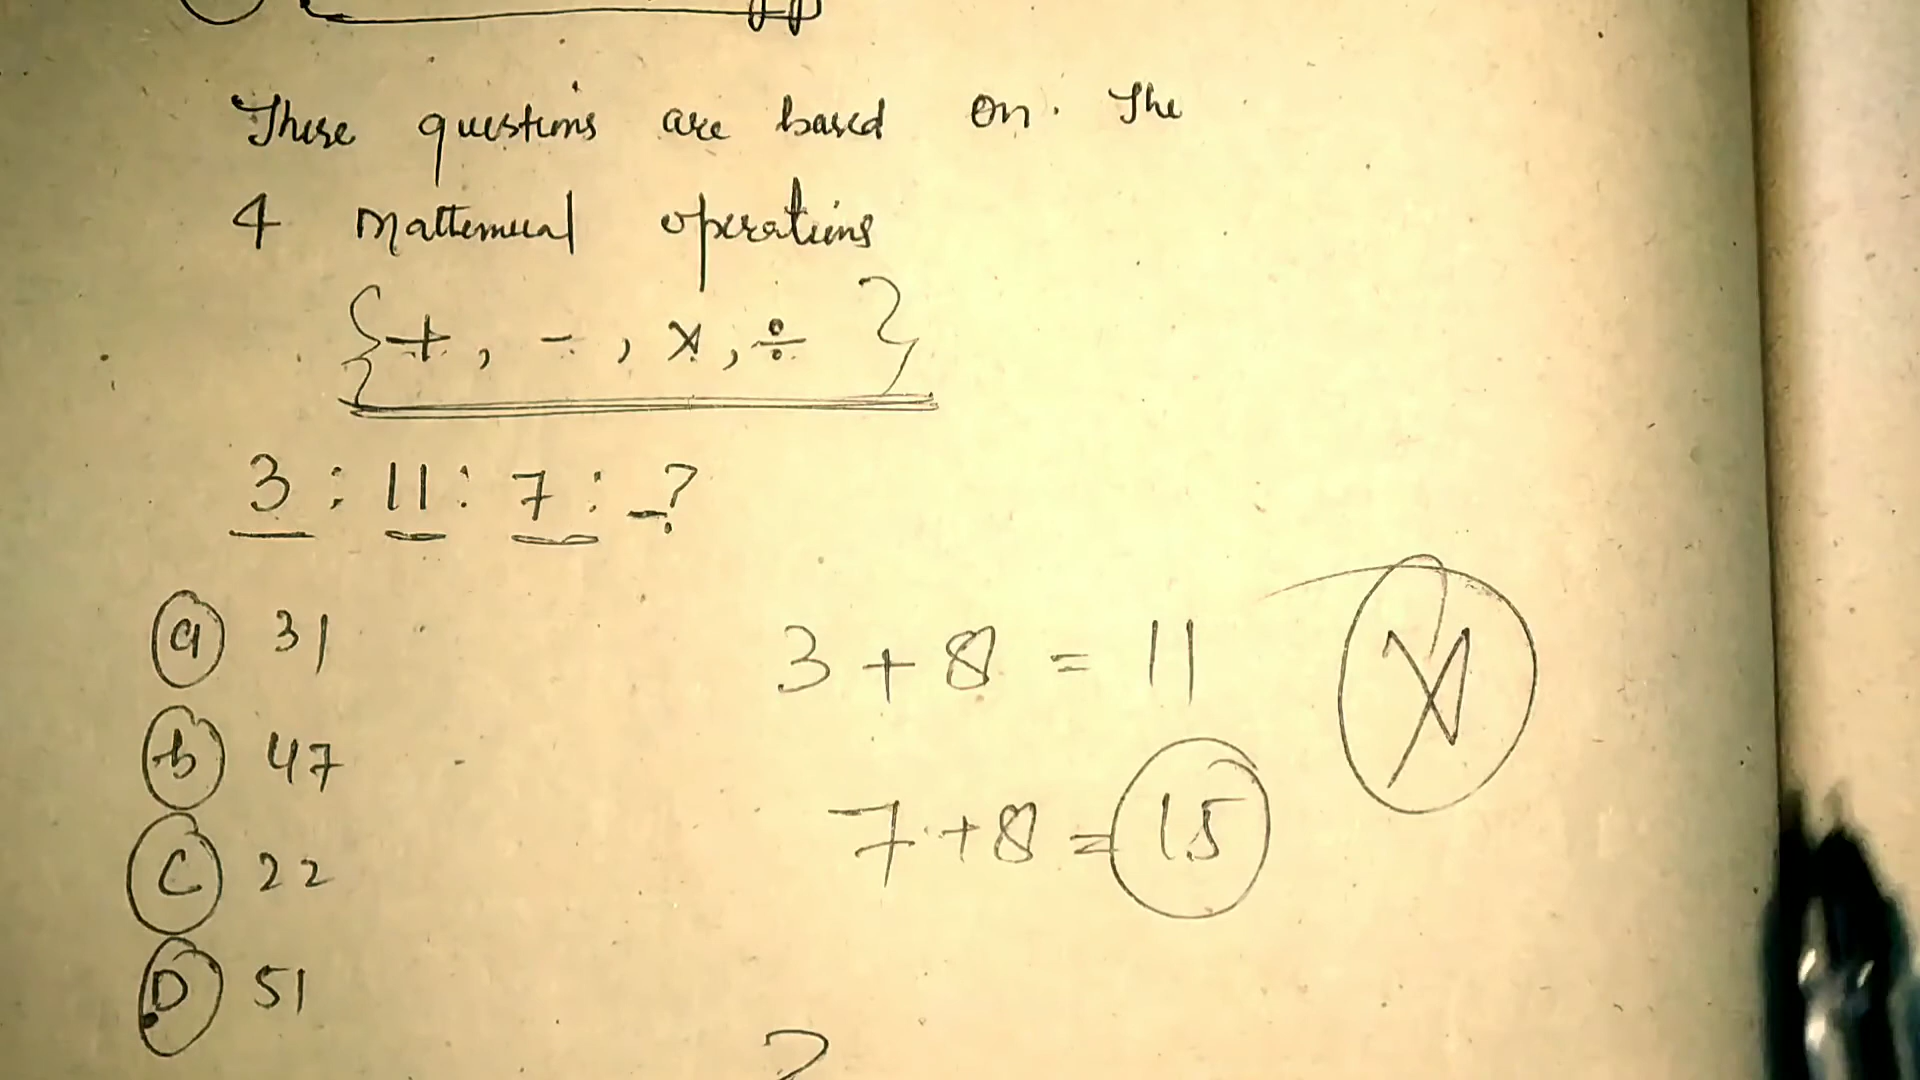 These questions are based on. The
4 Mattemical operations
{+, -, x, ÷}
3 : 11 : 7 : _?
a 31
b 47
C 22
D 51
3 + 8 = 11
7 + 8 = 15